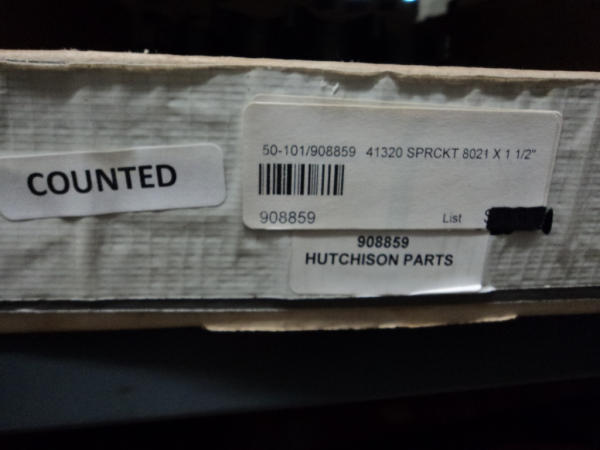 COUNTED
50-101/908859 41320 SPRCKT 8021 X 1 1/2"
908859 List
908859
HUTCHISON PARTS